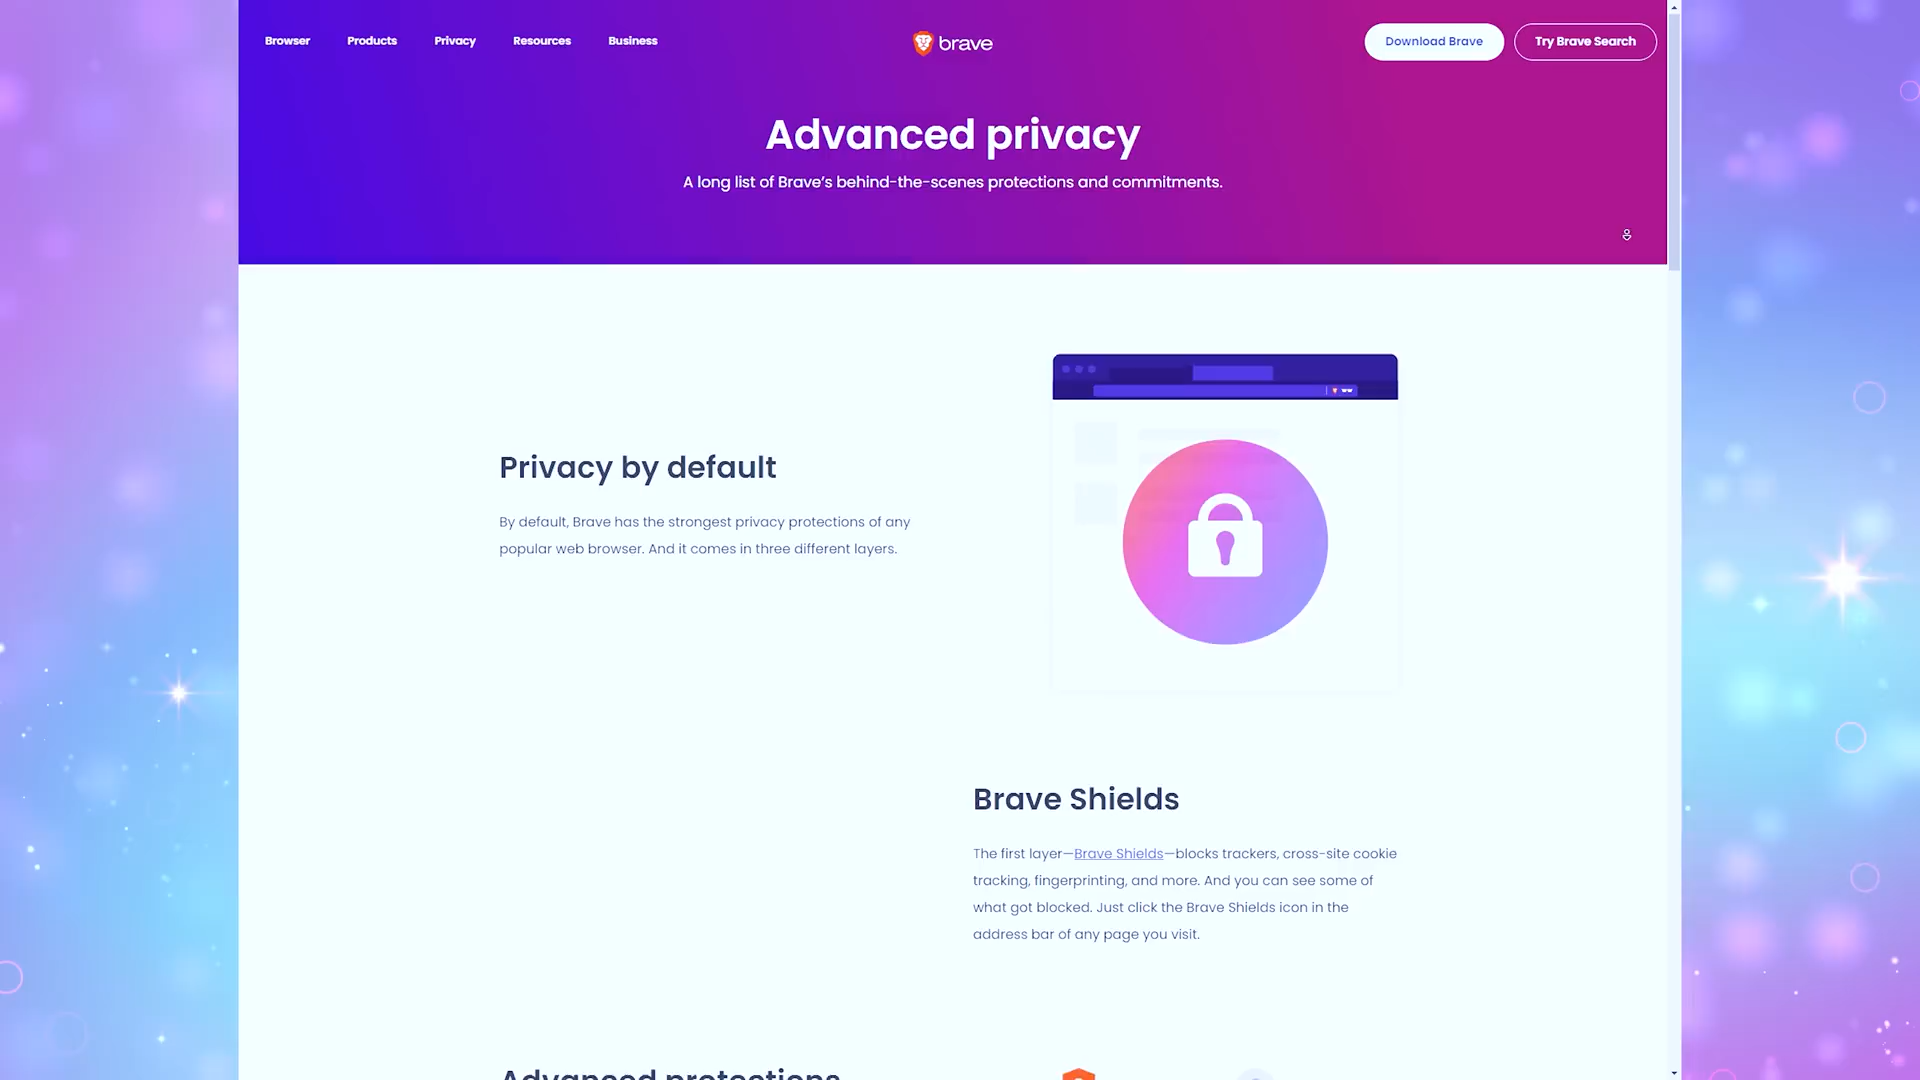 Browser Products Privacy Resources Business brave Download Brave Try Brave Search
Advanced privacy
A long list of Brave's behind-the-scenes protections and commitments.
Privacy by default
By default, Brave has the strongest privacy protections of any
popular web browser. And it comes in three different layers.
Brave Shields
The first layer—Brave Shields—blocks trackers, cross-site cookie
tracking, fingerprinting, and more. And you can see some of
what got blocked. Just click the Brave Shields icon in the
address bar of any page you visit.
Advanced protections